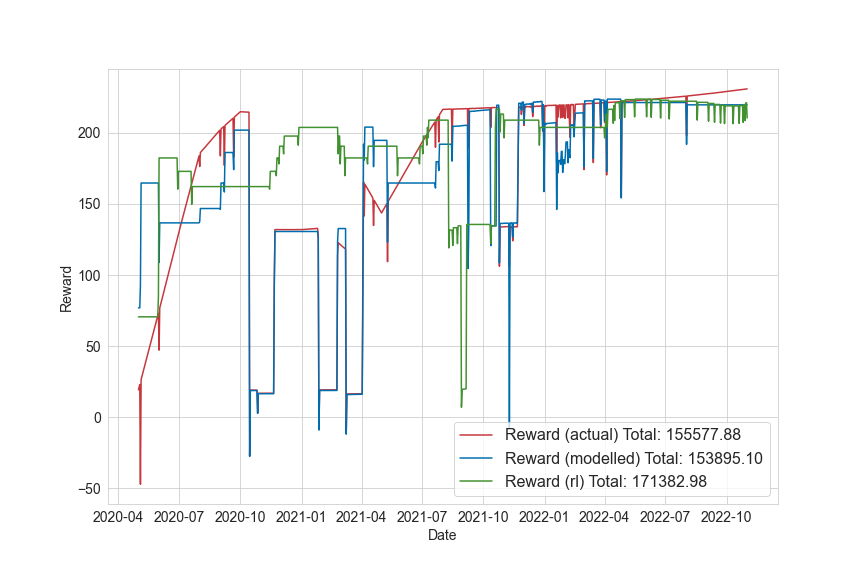 200
150
100
50
0
−50
Reward
Reward (actual) Total: 155577.88
Reward (modelled) Total: 153895.10
Reward (rl) Total: 171382.98
2020-04 2020-07 2020-10 2021-01 2021-04 2021-07 2021-10 2022-01 2022-04 2022-07 2022-10
Date